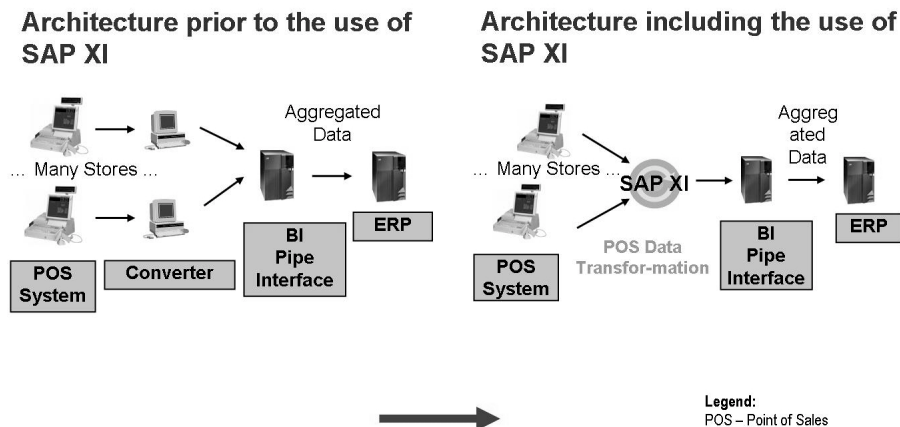 Architecture prior to the use of
SAP XI
Aggregated
Data
... Many Stores ...
POS
System
Converter
BI
Pipe
Interface
ERP
Architecture including the use of
SAP XI
Aggreg
ated
Data
... Many Stores ...
SAP XI
POS Data
Transfor-mation
POS
System
BI
Pipe
Interface
ERP
Legend:
POS – Point of Sales